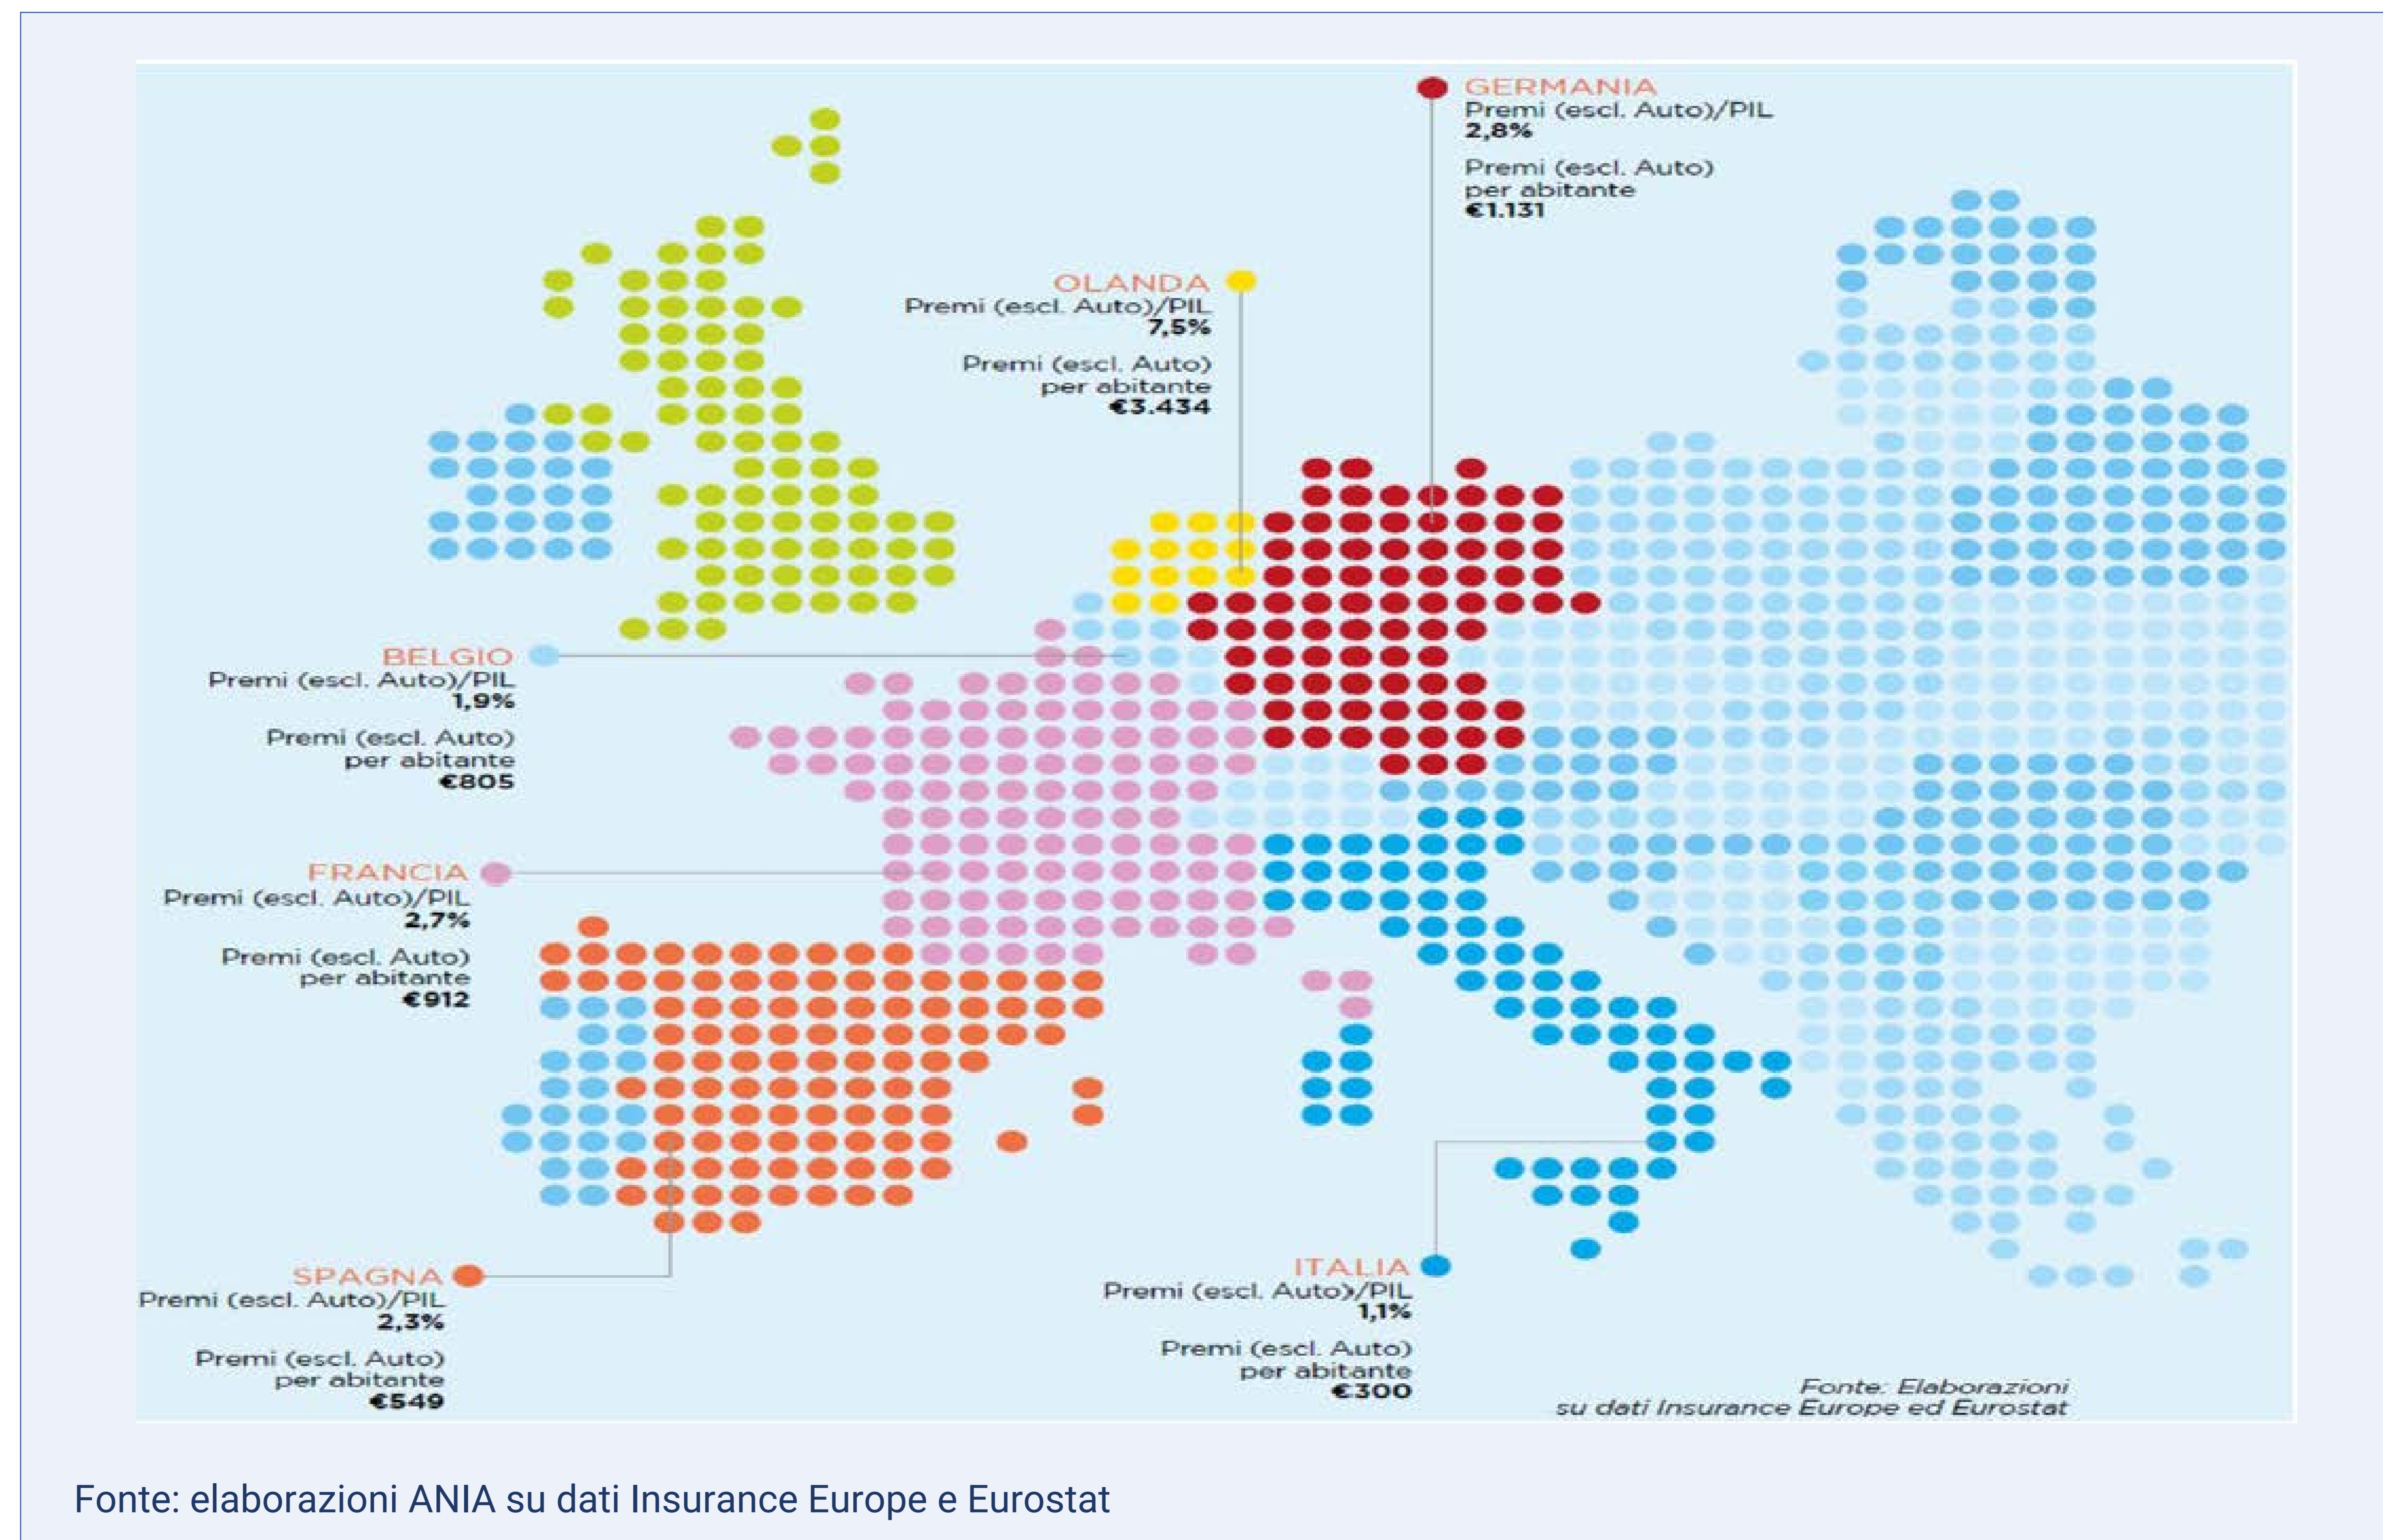 GERMANIA
Premi (escl. Auto)/PIL
2,8%
Premi (escl. Auto)
per abitante
€1.131
OLANDA
Premi (escl. Auto)/PIL
7,5%
Premi (escl. Auto)
per abitante
€3.434
BELGIO
Premi (escl. Auto)/PIL
1,9%
Premi (escl. Auto)
per abitante
€805
FRANCIA
Premi (escl. Auto)/PIL
2,7%
Premi (escl. Auto)
per abitante
€912
SPAGNA
Premi (escl. Auto)/PIL
2,3%
Premi (escl. Auto)
per abitante
€549
ITALIA
Premi (escl. Auto)/PIL
1,1%
Premi (escl. Auto)
per abitante
€300
Fonte: Elaborazioni
su dati Insurance Europe ed Eurostat
Fonte: elaborazioni ANIA su dati Insurance Europe e Eurostat